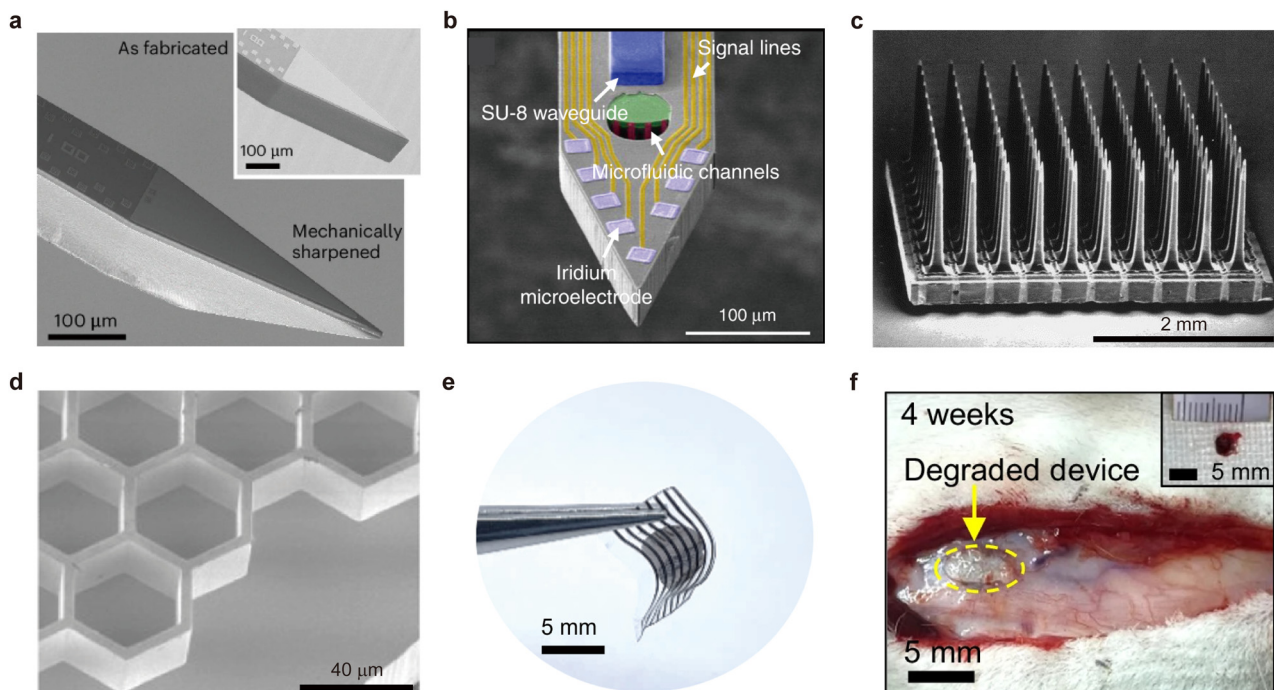 a
As fabricated
100 μm
Mechanically
sharpened
100 μm
b
Signal lines
SU-8 waveguide
Microfluidic channels
Iridium
microelectrode
100 μm
c
2 mm
d
40 μm
e
5 mm
f
4 weeks
Degraded device
5 mm
5 mm